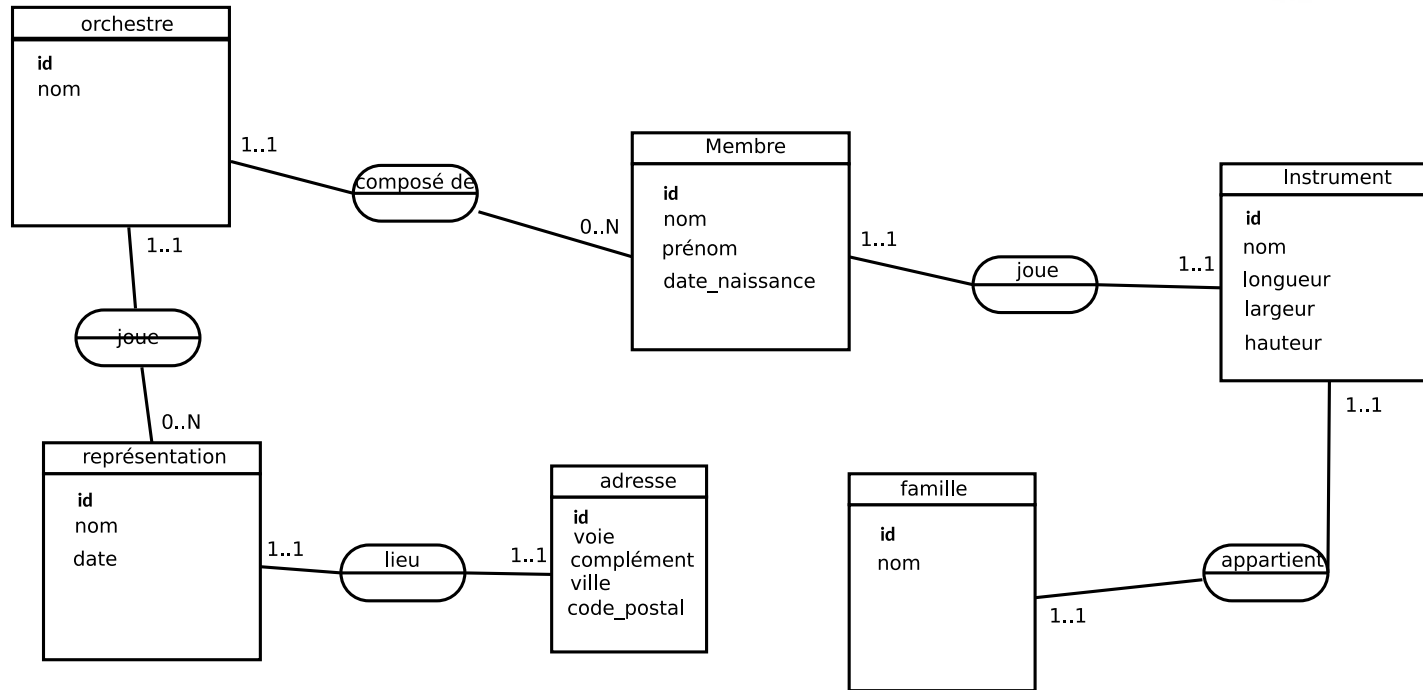 orchestre
id
nom
1..1
composé de
0..N
Membre
id
nom
prénom
date_naissance
1..1
joue
1..1
Instrument
id
nom
longueur
largeur
hauteur
1..1
1..1
joue
0..N
représentation
id
nom
date
1..1
lieu
1..1
adresse
id
voie
complément
ville
code_postal
famille
id
nom
1..1
appartient